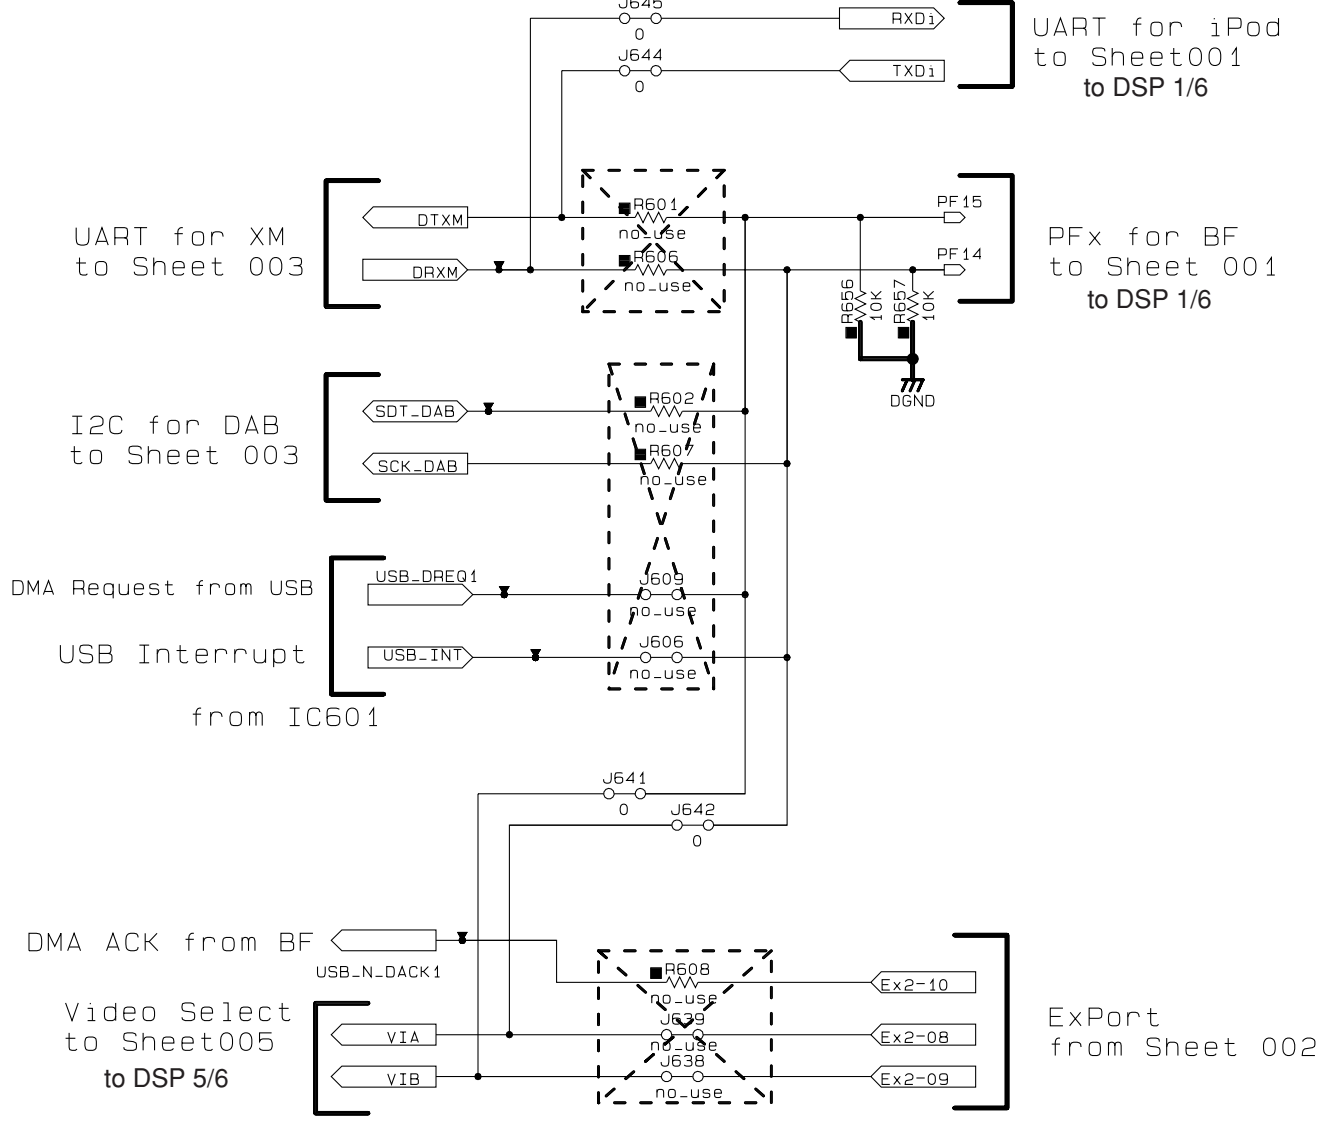 J645
0
RXDi
J644
0
TXDi
UART for iPod
to Sheet001
to DSP 1/6
UART for XM
to Sheet 003
DTXM
DRXM
R601
no_use
R606
no_use
PF15
PF14
PFx for BF
to Sheet 001
to DSP 1/6
R656
10K
R657
10K
DGND
I2C for DAB
to Sheet 003
SDT_DAB
SCK_DAB
R602
no_use
R607
no_use
DMA Request from USB
USB_DREQ1
J609
no_use
USB Interrupt
USB_INT
J606
no_use
from IC601
J641
0
J642
0
DMA ACK from BF
USB_N_DACK1
R608
no_use
Ex2-10
Video Select
to Sheet005
to DSP 5/6
VIA
VIB
J639
no_use
J638
no_use
Ex2-08
Ex2-09
ExPort
from Sheet 002